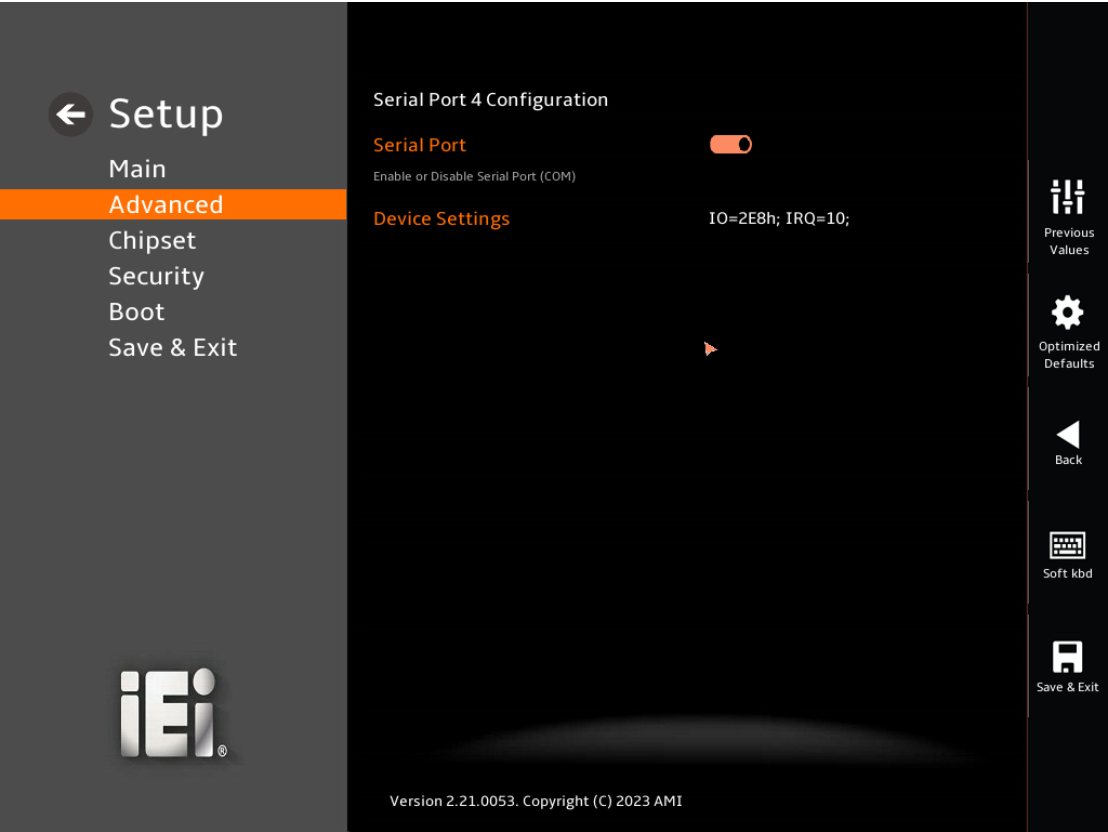 Setup
Main
Advanced
Chipset
Security
Boot
Save & Exit
iEi®
Serial Port 4 Configuration
Serial Port
Enable or Disable Serial Port (COM)
Device Settings
IO=2E8h; IRQ=10;
Previous
Values
Optimized
Defaults
Back
Soft kbd
Save & Exit
Version 2.21.0053. Copyright (C) 2023 AMI